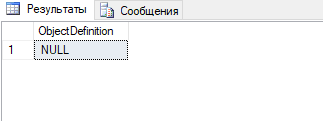 Результаты Сообщения
ObjectDefinition
1 NULL